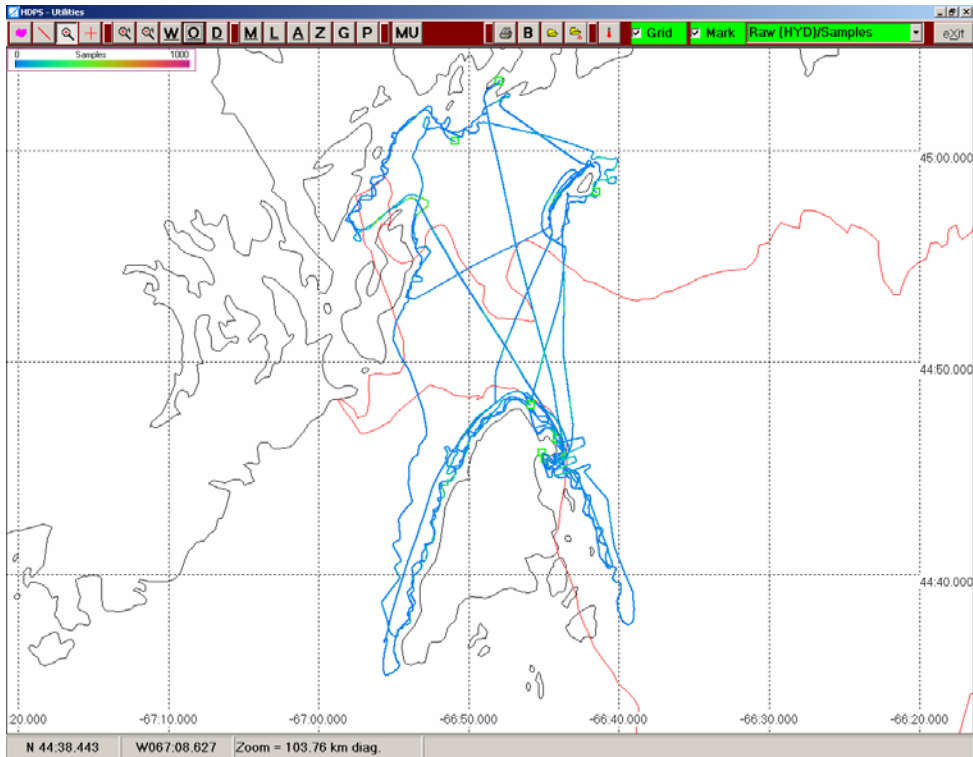 HDPS - Utilities
W O D M L A Z G P MU B Grid Mark Raw (HYD)/Samples eXit
0 Samples 1000
45:00.000
44:50.000
44:40.000
:20.000 -67:10.000 -67:00.000 -66:50.000 -66:40.000 -66:30.000 -66:20.000
N 44:38.443 W067:08.627 Zoom = 103.76 km diag.